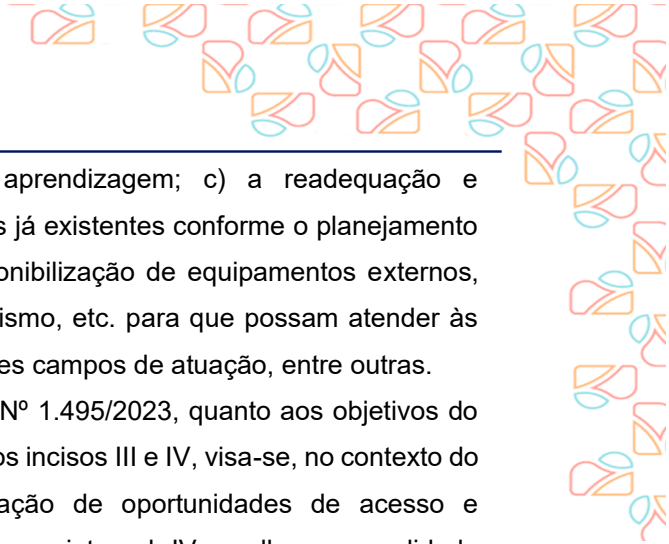 aprendizagem; c) a readequação e
s já existentes conforme o planejamento
onibilização de equipamentos externos,
ismo, etc. para que possam atender às
es campos de atuação, entre outras.
Nº 1.495/2023, quanto aos objetivos do
os incisos III e IV, visa-se, no contexto do
ação de oportunidades de acesso e